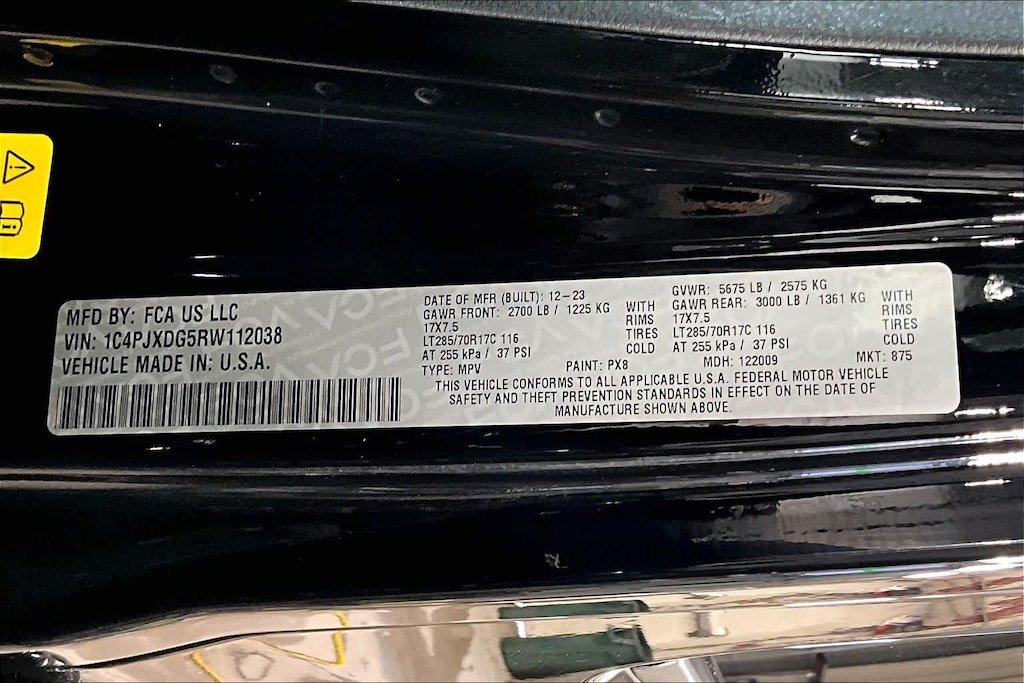 MFD BY: FCA US LLC
VIN: 1C4PJXDG5RW112038
VEHICLE MADE IN: U.S.A.
DATE OF MFR (BUILT): 12-23
GAWR FRONT: 2700 LB / 1225 KG WITH
17X7.5 RIMS
LT285/70R17C 116 TIRES
AT 255 kPa / 37 PSI COLD
TYPE: MPV
GVWR: 5675 LB / 2575 KG
GAWR REAR: 3000 LB / 1361 KG WITH
17X7.5 RIMS
LT285/70R17C 116 TIRES
AT 255 kPa / 37 PSI COLD
PAINT: PX8 MDH: 122009 MKT: 875
THIS VEHICLE CONFORMS TO ALL APPLICABLE U.S.A. FEDERAL MOTOR VEHICLE
SAFETY AND THEFT PREVENTION STANDARDS IN EFFECT ON THE DATE OF
MANUFACTURE SHOWN ABOVE.